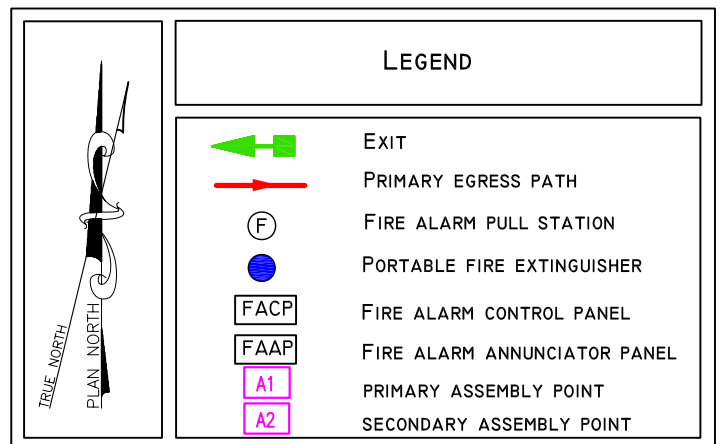 LEGEND
EXIT
PRIMARY EGRESS PATH
F FIRE ALARM PULL STATION
PORTABLE FIRE EXTINGUISHER
FACP FIRE ALARM CONTROL PANEL
FAAP FIRE ALARM ANNUNCIATOR PANEL
A1 PRIMARY ASSEMBLY POINT
A2 SECONDARY ASSEMBLY POINT
TRUE NORTH
PLAN NORTH